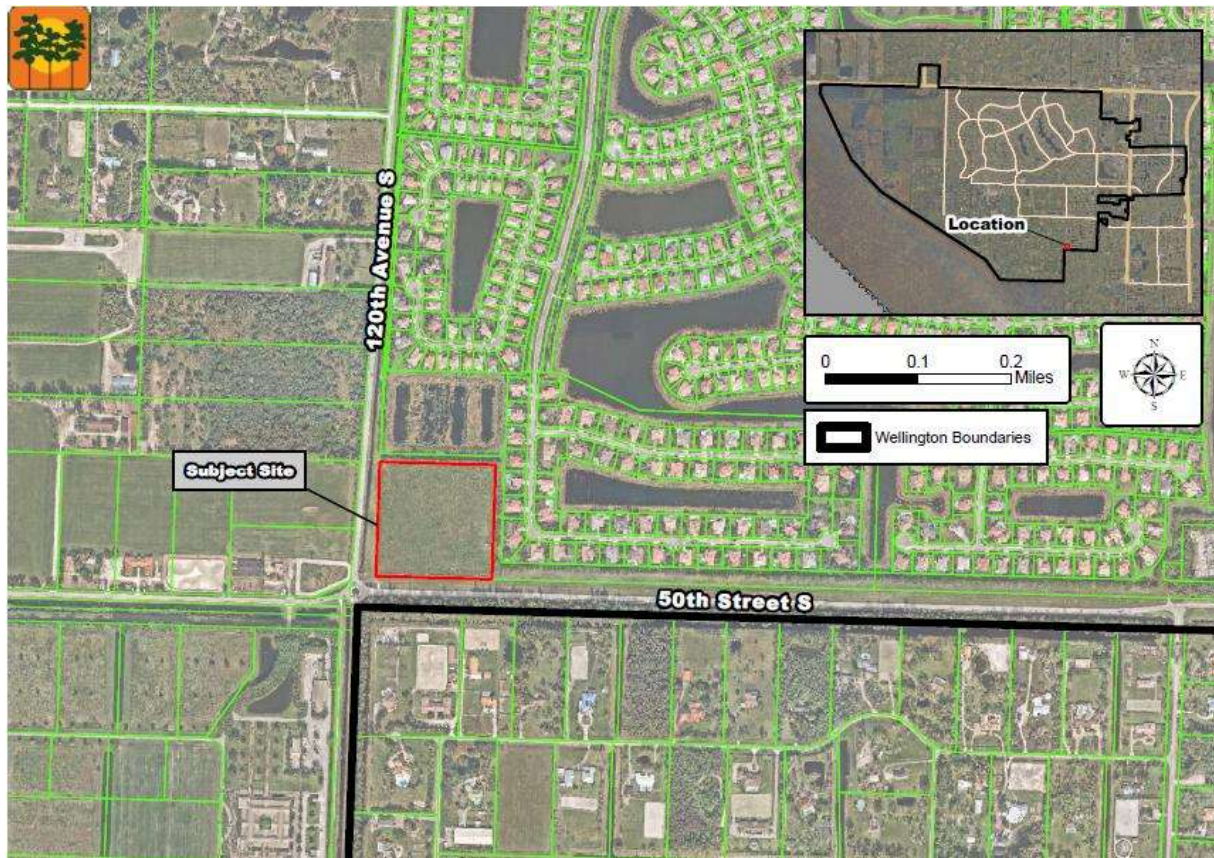 120th Avenue S
Location
0 0.1 0.2
Miles
N
W E
S
Wellington Boundaries
Subject Site
50th Street S